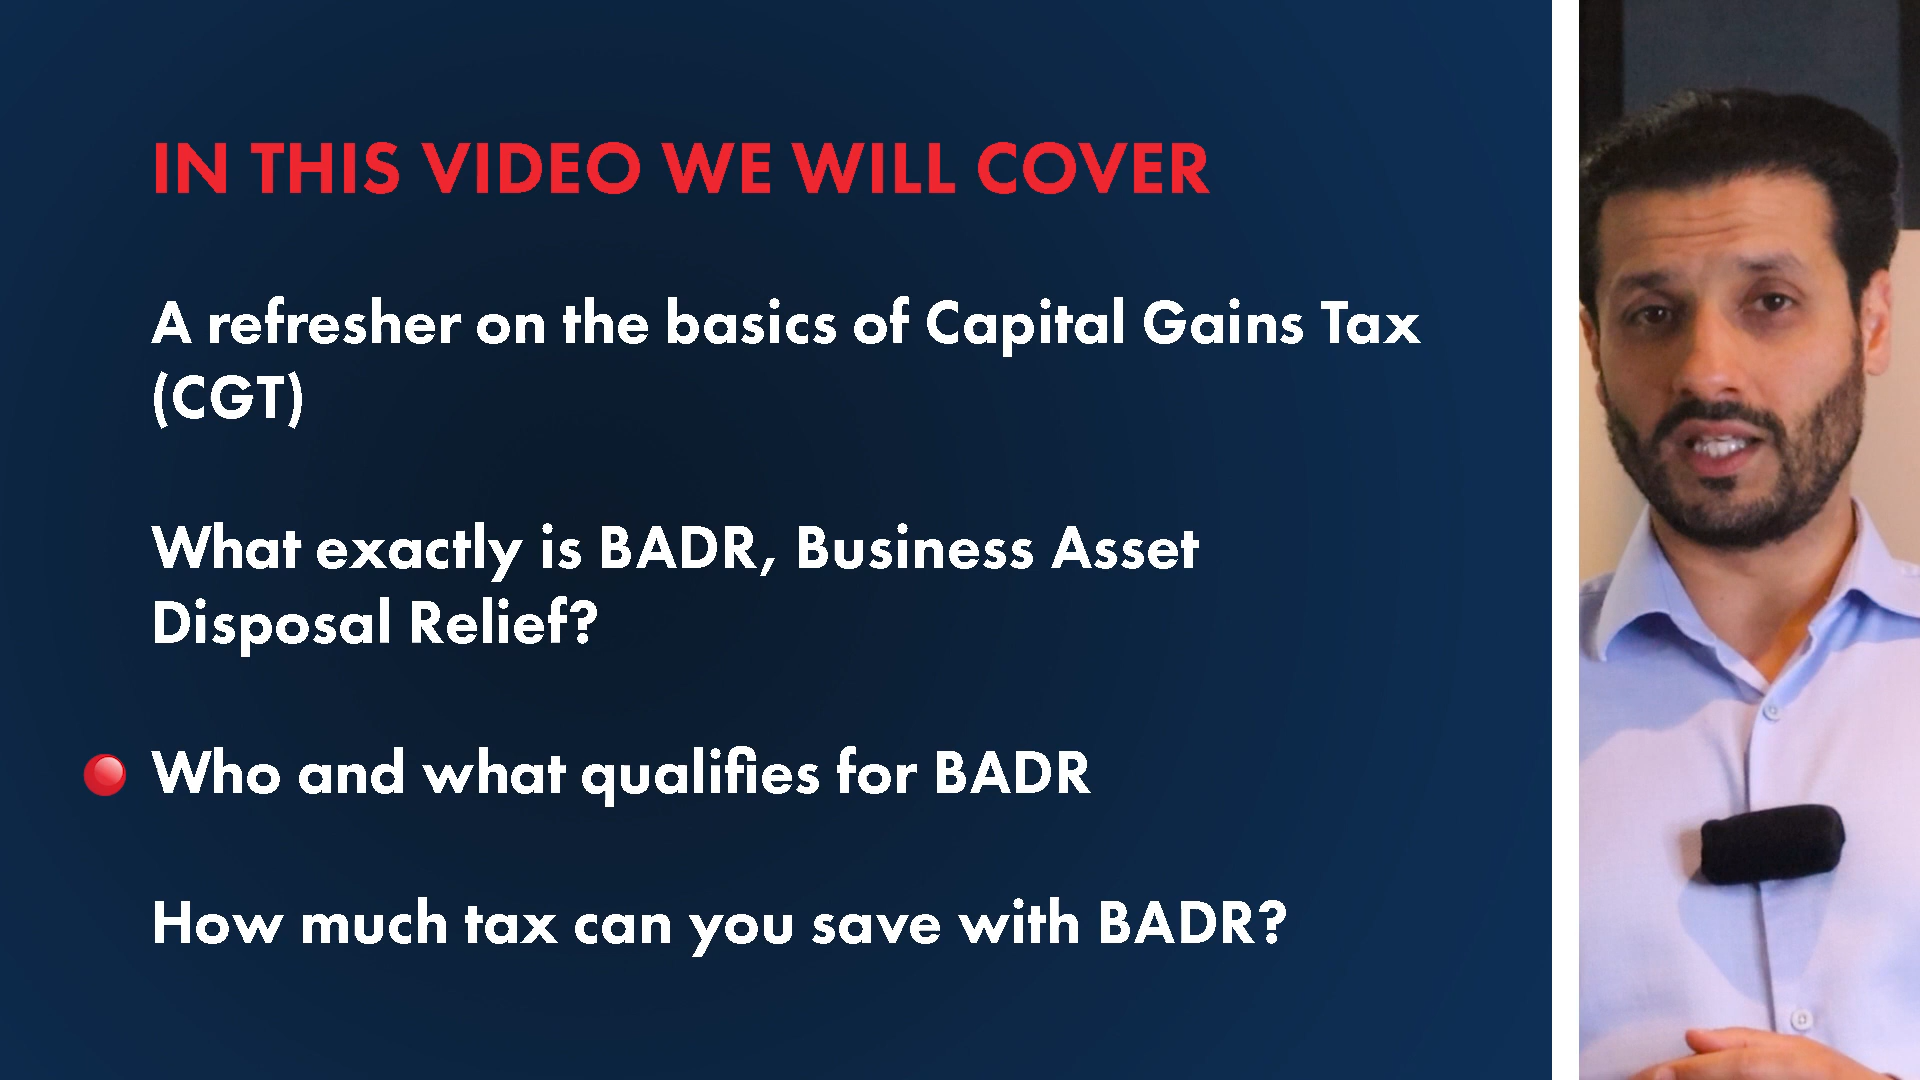 IN THIS VIDEO WE WILL COVER
A refresher on the basics of Capital Gains Tax
(CGT)
What exactly is BADR, Business Asset
Disposal Relief?
Who and what qualifies for BADR
How much tax can you save with BADR?